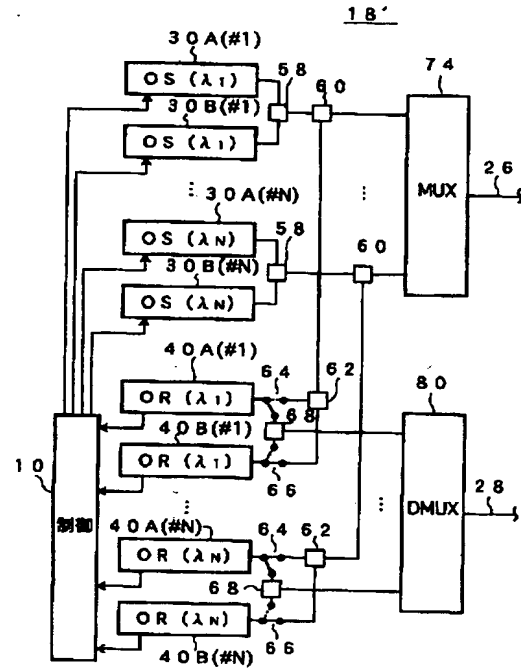 18'
30A(#1)
OS (λ1)
58
60
74
30B(#1)
OS (λ1)
MUX
26
30A(#N)
OS (λN)
58
60
30B(#N)
OS (λN)
40A(#1)
OR (λ1)
64
62
80
68
40B(#1)
OR (λ1)
66
10
制御
DMUX
28
40A(#N)
OR (λN)
64
62
68
OR (λN)
66
40B(#N)